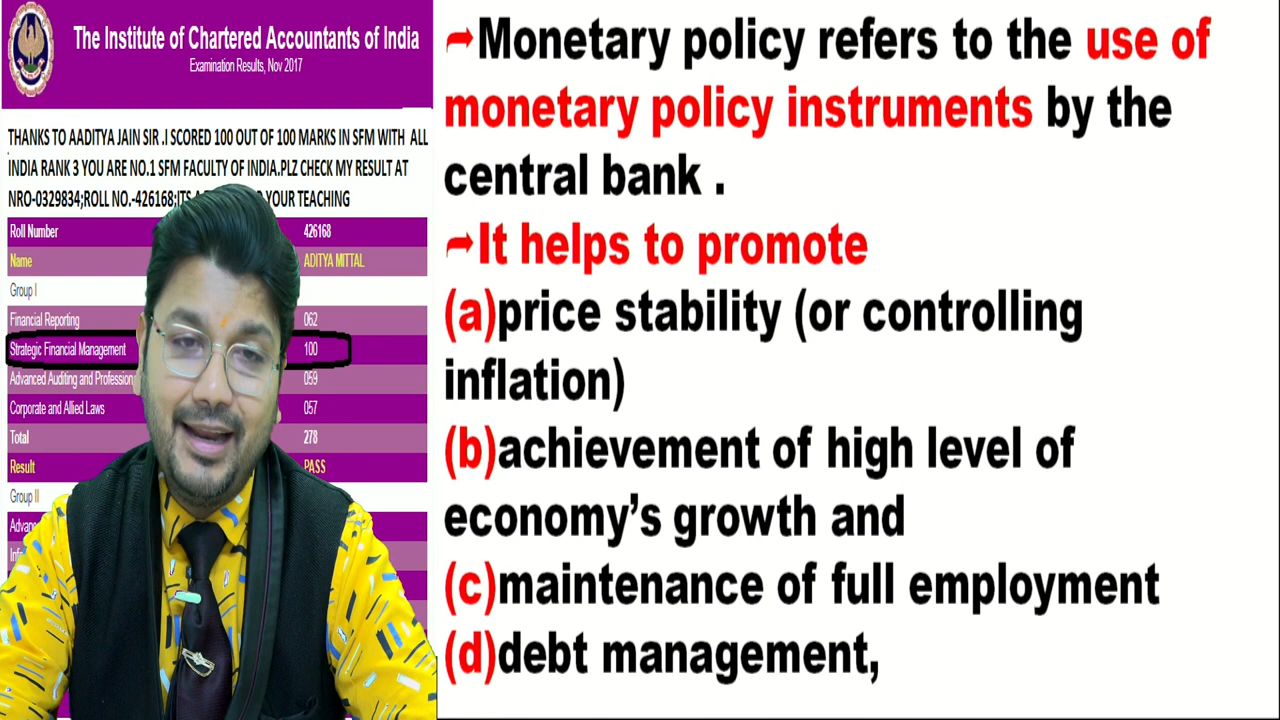 The Institute of Chartered Accountants of India
Examination Results, Nov 2017
THANKS TO AADITYA JAIN SIR .I SCORED 100 OUT OF 100 MARKS IN SFM WITH ALL
INDIA RANK 3 YOU ARE NO.1 SFM FACULTY OF INDIA.PLZ CHECK MY RESULT AT
NRO-0329834;ROLL NO.-426168;ITS YOUR TEACHING
Roll Number 426168
Name ADITYA MITTAL
Group I
Financial Reporting 062
Strategic Financial Management 100
Advanced Auditing and 059
Corporate and Allied Laws 057
Total 278
Result PASS
Group II
➦Monetary policy refers to the use of
monetary policy instruments by the
central bank .
➦It helps to promote
(a)price stability (or controlling
inflation)
(b)achievement of high level of
economy’s growth and
(c)maintenance of full employment
(d)debt management,